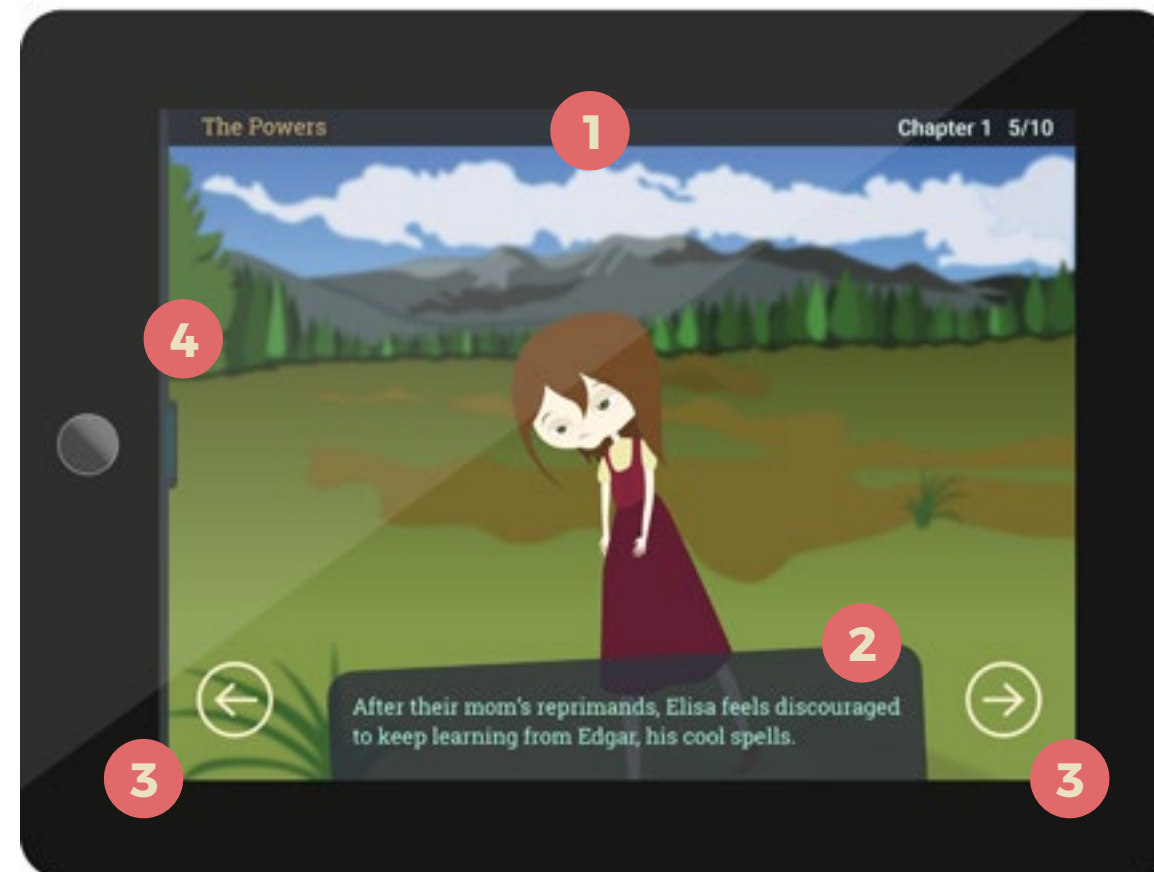 The Powers
1
Chapter 1 5/10
4
2
After their mom's reprimands, Elisa feels discouraged
to keep learning from Edgar, his cool spells.
3
3